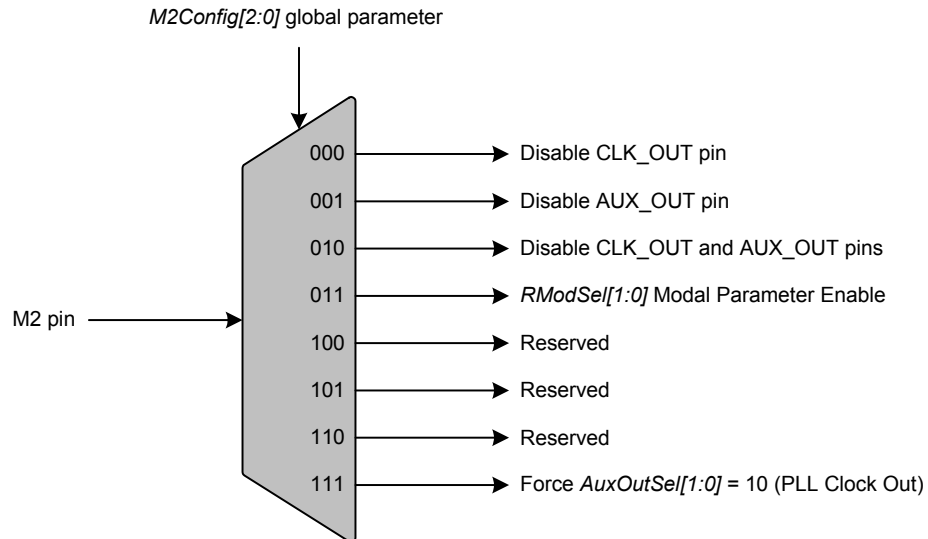 M2Config[2:0] global parameter
000 Disable CLK_OUT pin
001 Disable AUX_OUT pin
010 Disable CLK_OUT and AUX_OUT pins
011 RModSel[1:0] Modal Parameter Enable
M2 pin
100 Reserved
101 Reserved
110 Reserved
111 Force AuxOutSel[1:0] = 10 (PLL Clock Out)